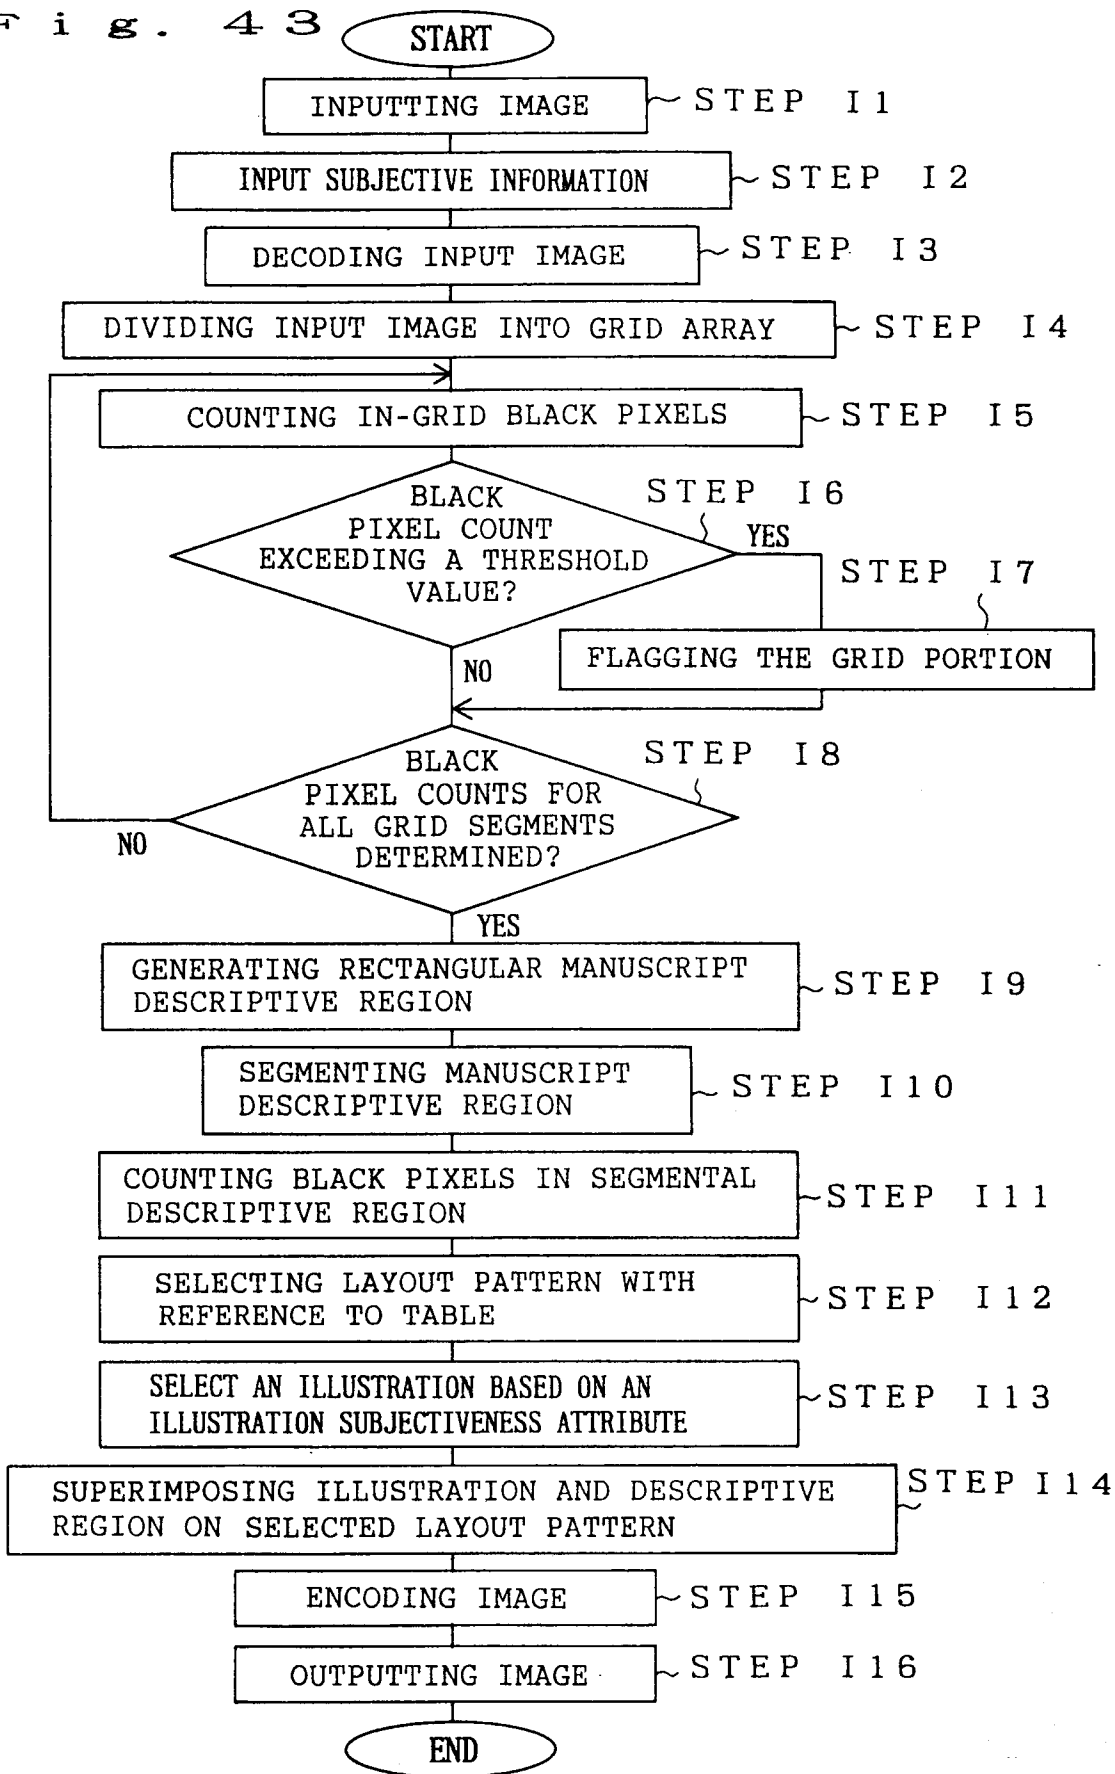 Fig. 43
START
INPUTTING IMAGE
STEP I1
INPUT SUBJECTIVE INFORMATION
STEP I2
DECODING INPUT IMAGE
STEP I3
DIVIDING INPUT IMAGE INTO GRID ARRAY
STEP I4
COUNTING IN-GRID BLACK PIXELS
STEP I5
BLACK
PIXEL COUNT
EXCEEDING A THRESHOLD
VALUE?
STEP I6
YES
STEP I7
FLAGGING THE GRID PORTION
NO
BLACK
PIXEL COUNTS FOR
ALL GRID SEGMENTS
DETERMINED?
STEP I8
NO
YES
GENERATING RECTANGULAR MANUSCRIPT
DESCRIPTIVE REGION
STEP I9
SEGMENTING MANUSCRIPT
DESCRIPTIVE REGION
STEP I10
COUNTING BLACK PIXELS IN SEGMENTAL
DESCRIPTIVE REGION
STEP I11
SELECTING LAYOUT PATTERN WITH
REFERENCE TO TABLE
STEP I12
SELECT AN ILLUSTRATION BASED ON AN
ILLUSTRATION SUBJECTIVENESS ATTRIBUTE
STEP I13
SUPERIMPOSING ILLUSTRATION AND DESCRIPTIVE
REGION ON SELECTED LAYOUT PATTERN
STEP I14
ENCODING IMAGE
STEP I15
OUTPUTTING IMAGE
STEP I16
END